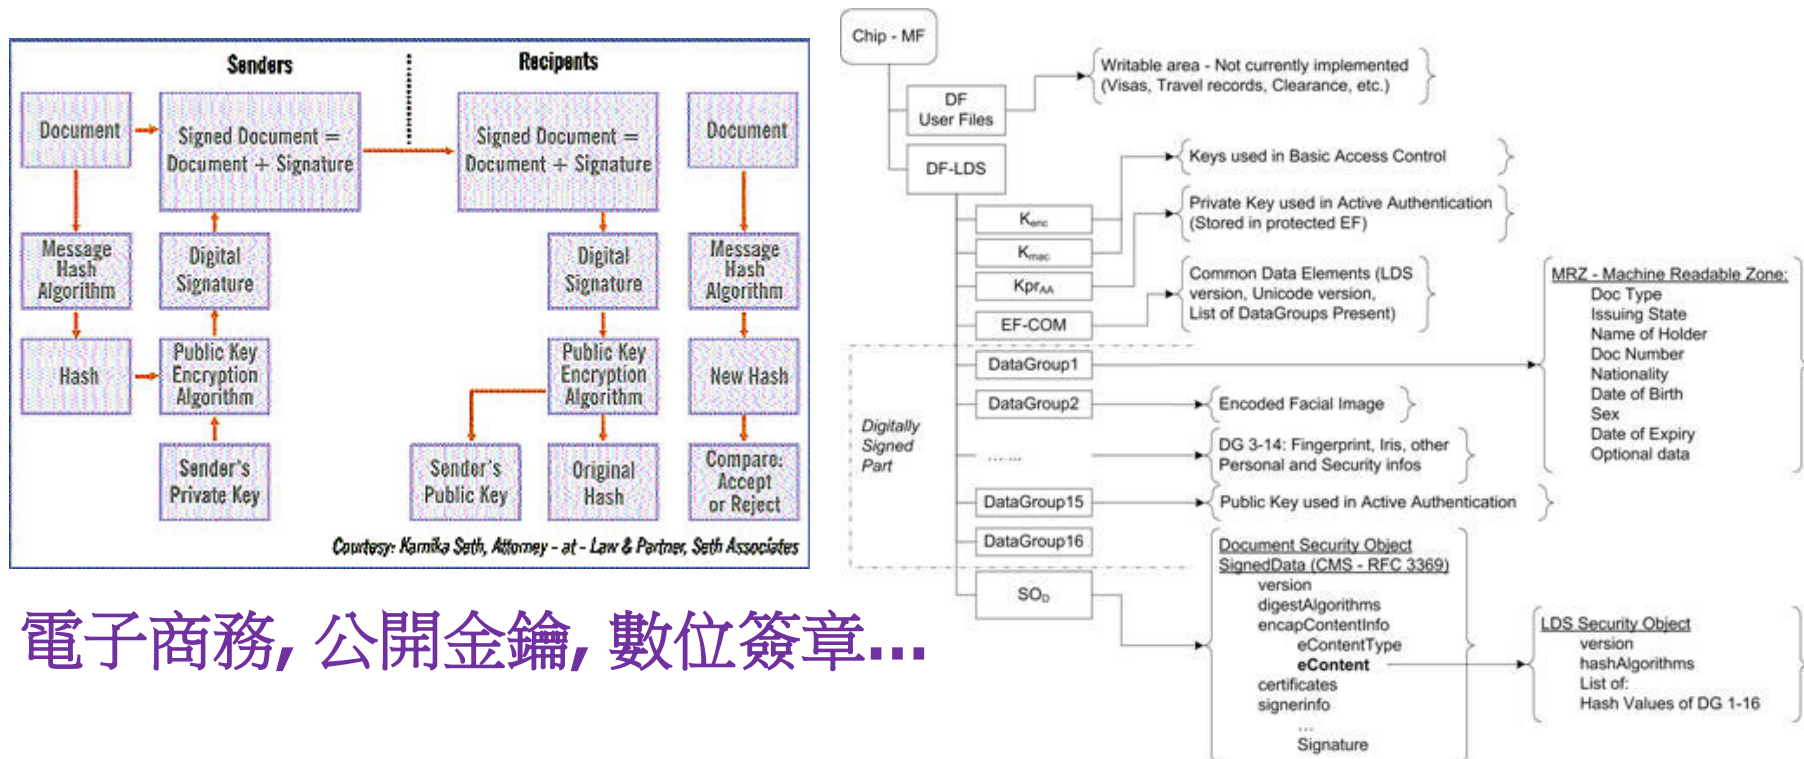 Senders
Recipents
Document
Signed Document =
Document + Signature
Signed Document =
Document + Signature
Document
Message
Hash
Algorithm
Digital
Signature
Digital
Signature
Message
Hash
Algorithm
Hash
Public Key
Encryption
Algorithm
Public Key
Encryption
Algorithm
New Hash
Sender's
Private Key
Sender's
Public Key
Original
Hash
Compare:
Accept
or Reject
Courtesy: Karnika Seth, Attorney - at - Law & Partner, Seth Associates
電子商務, 公開金鑰, 數位簽章...
Chip - MF
DF
User Files
Writable area - Not currently implemented
(Visas, Travel records, Clearance, etc.)
DF-LDS
Kenc
Keys used in Basic Access Control
Kmac
KprAA
Private Key used in Active Authentication
(Stored in protected EF)
EF-COM
Common Data Elements (LDS
version, Unicode version,
List of DataGroups Present)
Digitally
Signed
Part
DataGroup1
MRZ - Machine Readable Zone:
Doc Type
Issuing State
Name of Holder
Doc Number
Nationality
Date of Birth
Sex
Date of Expiry
Optional data
DataGroup2
Encoded Facial Image
... ...
DG 3-14: Fingerprint, Iris, other
Personal and Security infos
DataGroup15
Public Key used in Active Authentication
DataGroup16
SOD
Document Security Object
SignedData (CMS - RFC 3369)
version
digestAlgorithms
encapContentInfo
eContentType
eContent
certificates
signerinfo
...
Signature
LDS Security Object
version
hashAlgorithms
List of:
Hash Values of DG 1-16